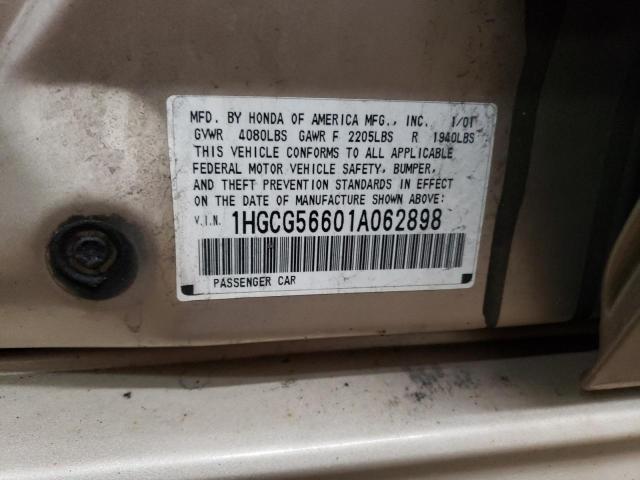 MFD. BY HONDA OF AMERICA MFG., INC. 1/01
GVWR 4080LBS GAWR F 2205LBS R 1940LBS
THIS VEHICLE CONFORMS TO ALL APPLICABLE
FEDERAL MOTOR VEHICLE SAFETY, BUMPER,
AND THEFT PREVENTION STANDARDS IN EFFECT
ON THE DATE OF MANUFACTURE SHOWN ABOVE:
V.I.N. 1HGCG56601A062898
PASSENGER CAR